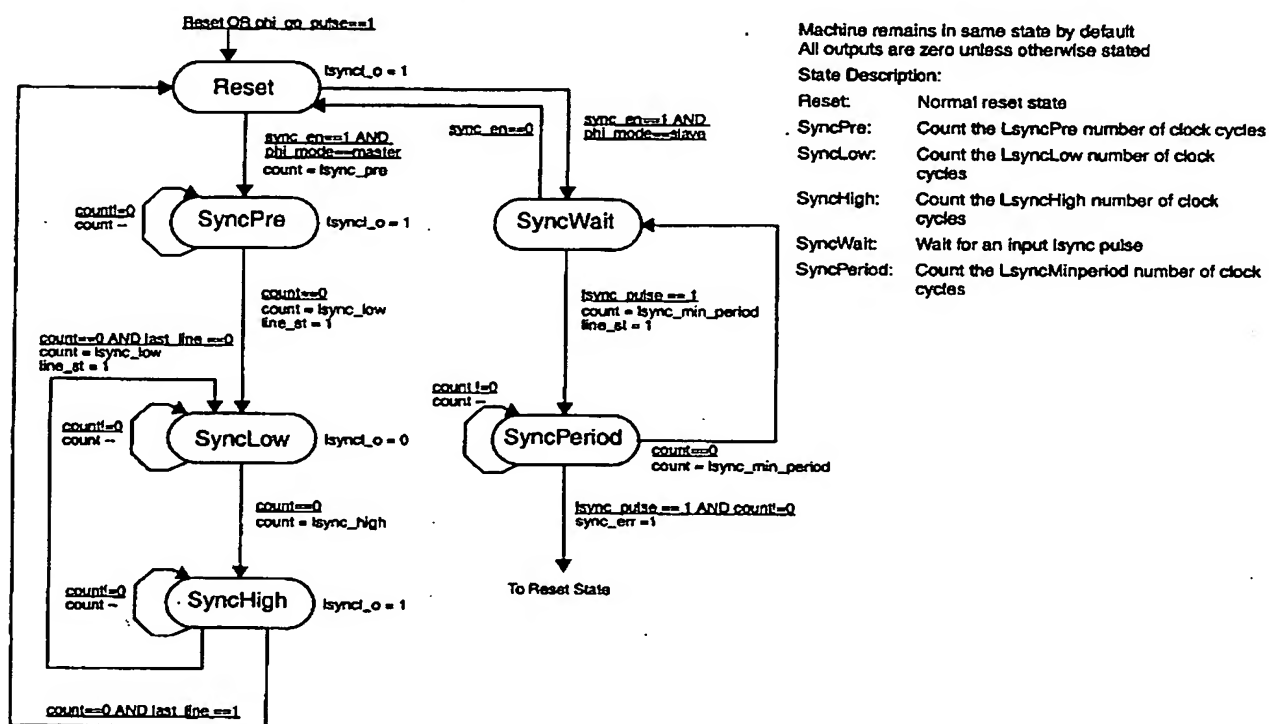 Reset OR phi_go_pulse==1
Reset
lsyncl_o = 1
sync_en==1 AND
phi_mode==master
count = lsync_pre
sync_en==0
sync_en==1 AND
phi_mode==slave
count!=0
count --
SyncPre
lsyncl_o = 1
SyncWait
count==0
count = lsync_low
line_st = 1
lsync_pulse == 1
count = lsync_min_period
line_st = 1
count==0 AND last_line ==0
count = lsync_low
line_st = 1
count!=0
count --
SyncLow
lsyncl_o = 0
count !=0
count --
SyncPeriod
count==0
count = lsync_min_period
count==0
count = lsync_high
lsync_pulse == 1 AND count!=0
sync_err =1
To Reset State
count!=0
count --
SyncHigh
lsyncl_o = 1
count==0 AND last_line ==1
Machine remains in same state by default
All outputs are zero unless otherwise stated
State Description:
Reset: Normal reset state
SyncPre: Count the LsyncPre number of clock cycles
SyncLow: Count the LsyncLow number of clock
cycles
SyncHigh: Count the LsyncHigh number of clock
cycles
SyncWait: Wait for an input lsync pulse
SyncPeriod: Count the LsyncMinperiod number of clock
cycles